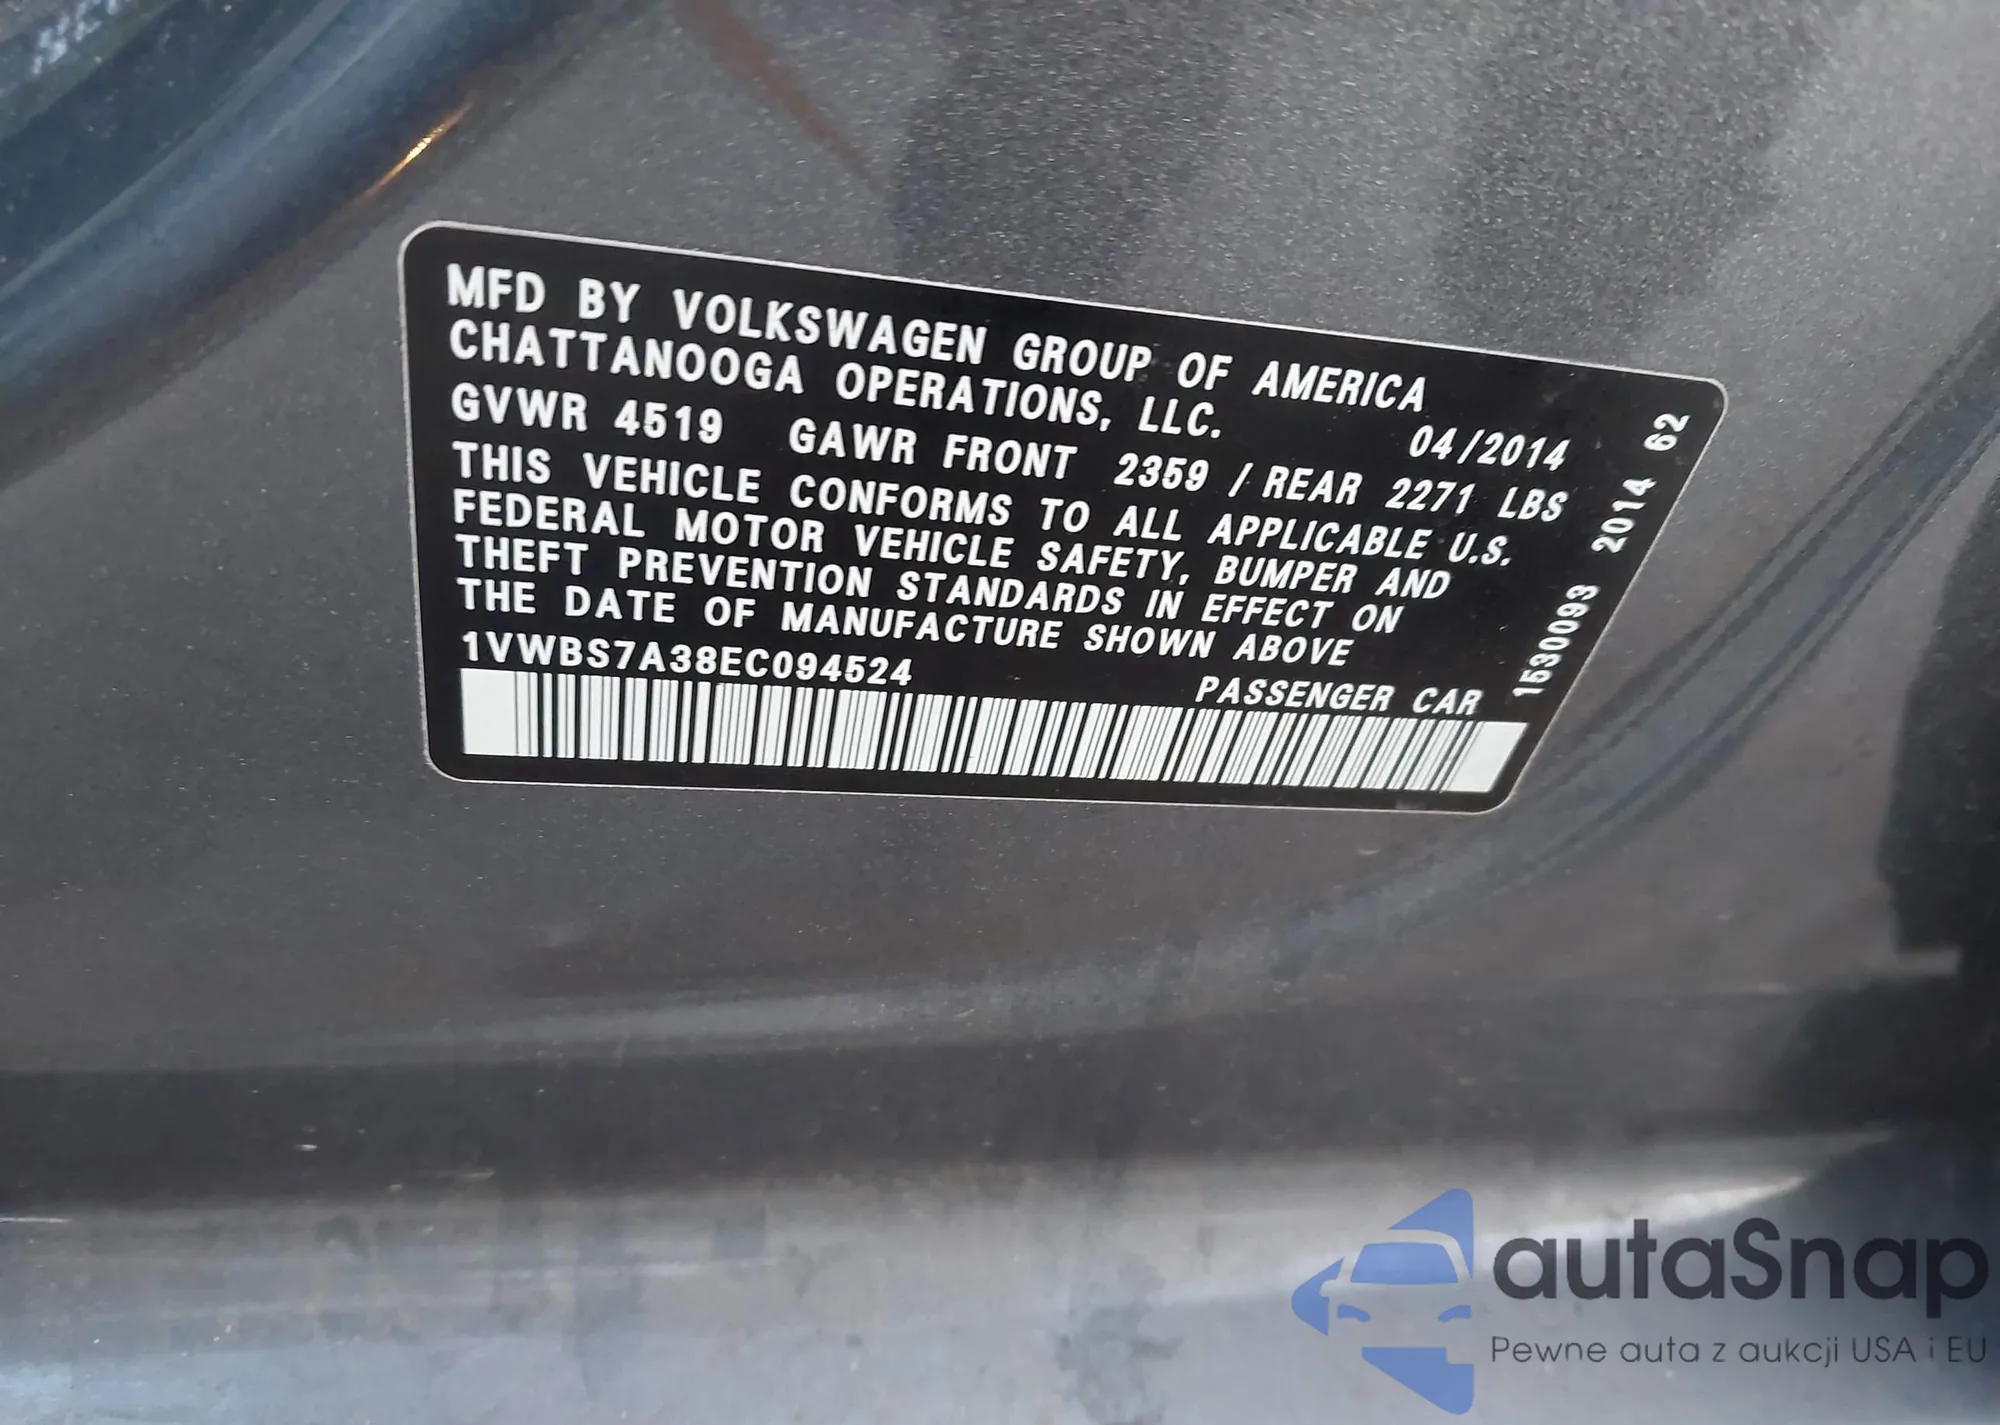 MFD BY VOLKSWAGEN GROUP OF AMERICA
CHATTANOOGA OPERATIONS, LLC.
04/2014
GVWR 4519 GAWR FRONT 2359 / REAR 2271 LBS
THIS VEHICLE CONFORMS TO ALL APPLICABLE U.S.
FEDERAL MOTOR VEHICLE SAFETY, BUMPER AND
THEFT PREVENTION STANDARDS IN EFFECT ON
THE DATE OF MANUFACTURE SHOWN ABOVE
1VWBS7A38EC094524
PASSENGER CAR
1530093 2014 62
autaSnap
Pewne auta z aukcji USA i EU